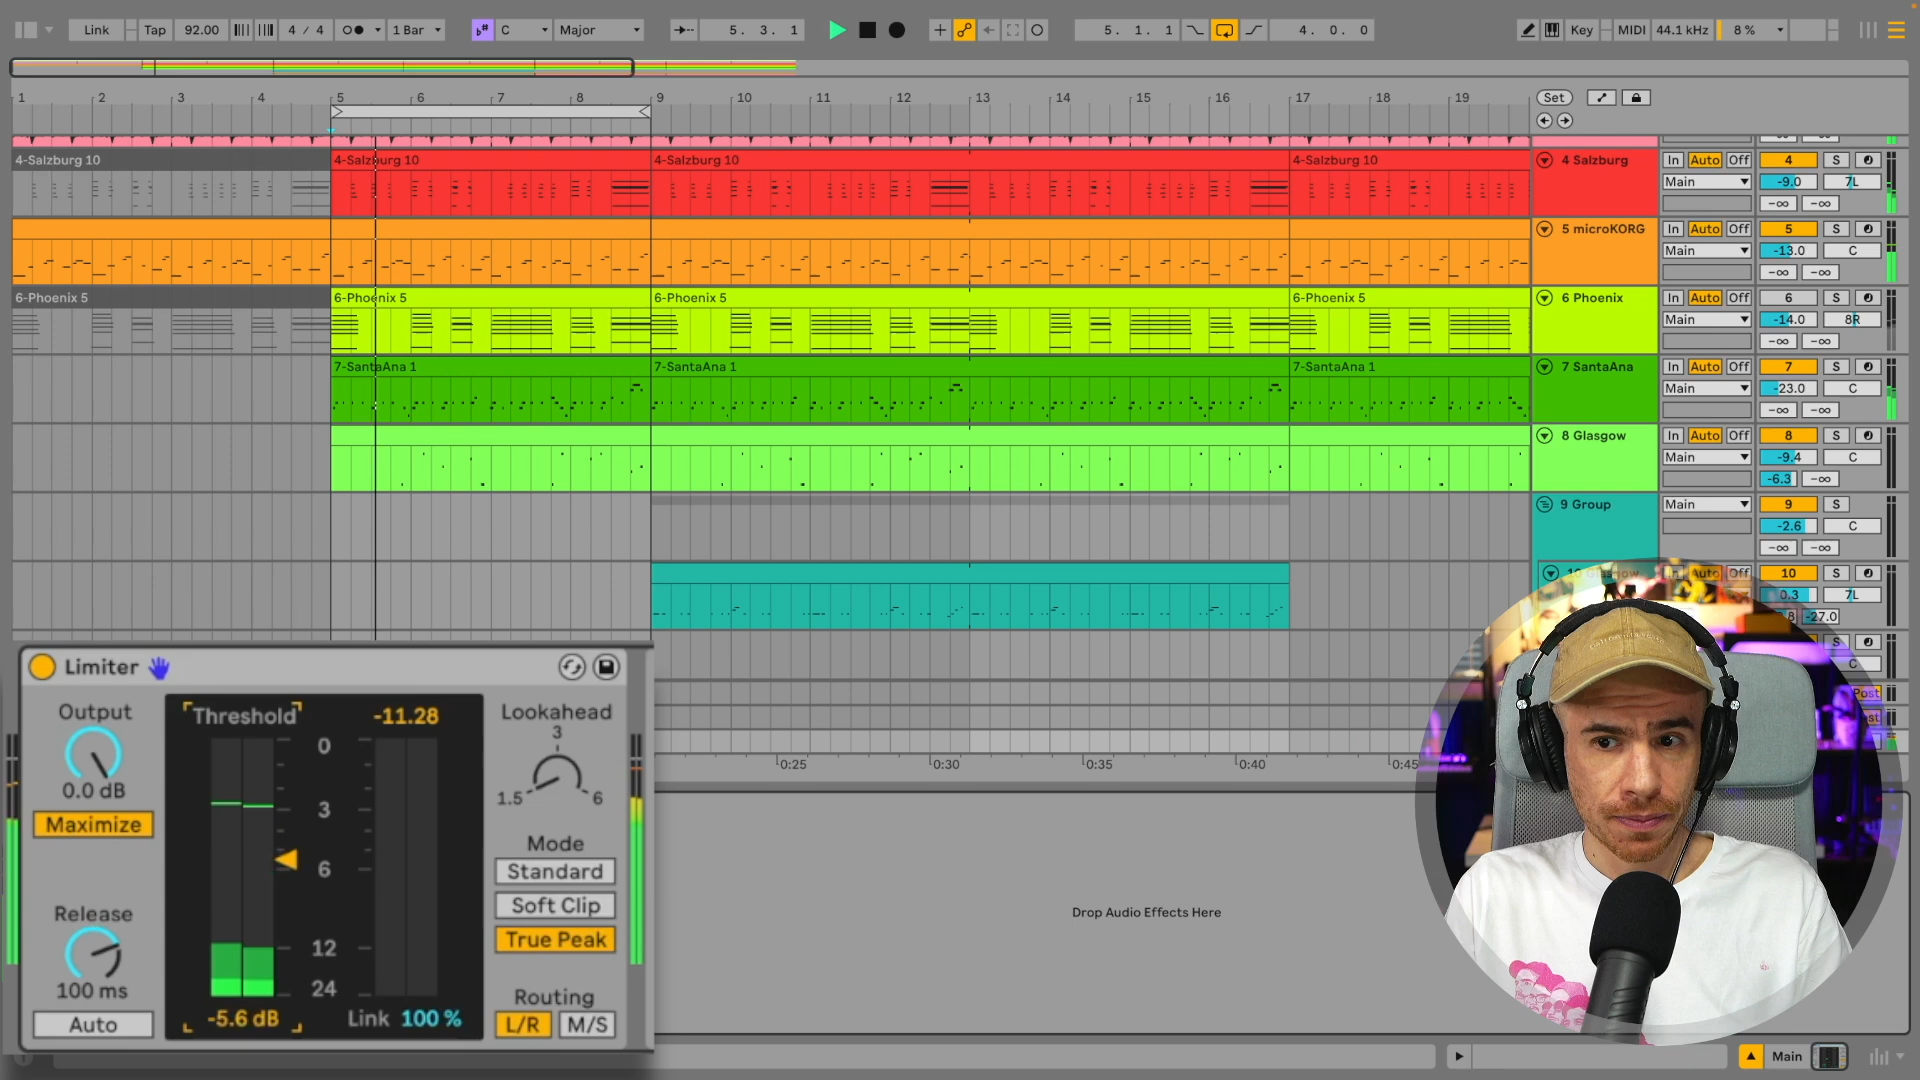 Link Tap 92.00 4 / 4 1 Bar C Major 5. 3. 1 5. 1. 1 4. 0. 0 Key MIDI 44.1 kHz 8 %
1 2 3 4 5 6 7 8 9 10 11 12 13 14 15 16 17 18 19 Set
4-Salzburg 10 4-Salzburg 10 4-Salzburg 10 4-Salzburg 10 4 Salzburg In Auto Off 4 S
Main -9.0 7L
-∞ -∞
5 microKORG In Auto Off 5 S
Main -13.0 C
-∞ -∞
6-Phoenix 5 6-Phoenix 5 6-Phoenix 5 6-Phoenix 5 6 Phoenix In Auto Off 6 S
Main -14.0 8R
-∞ -∞
7-SantaAna 1 7-SantaAna 1 7-SantaAna 1 7 SantaAna In Auto Off 7 S
Main -23.0 C
-∞ -∞
8 Glasgow In Auto Off 8 S
Main -9.4 C
-6.3 -∞
9 Group Main 9 S
-2.6 C
-∞ -∞
10 Glasgow Auto Off 10 S
0.3 7L
-27.0
S
C
Post
0:25 0:30 0:35 0:40 0:45
Limiter
Output Threshold -11.28 Lookahead
0 3
0.0 dB 1.5 6
Maximize 3
Mode
6 Standard
Soft Clip
Release True Peak
12
100 ms 24 Routing
Auto -5.6 dB Link 100 % L/R M/S
Drop Audio Effects Here
Main